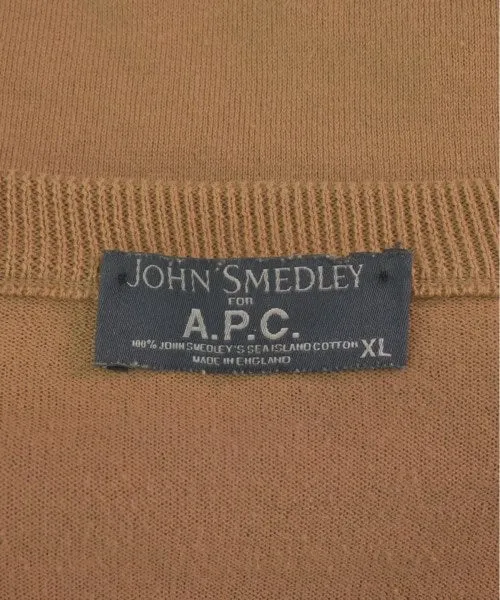 JOHN SMEDLEY
FOR
A.P.C.
100% JOHN SMEDLEY'S SEA ISLAND COTTON XL
MADE IN ENGLAND